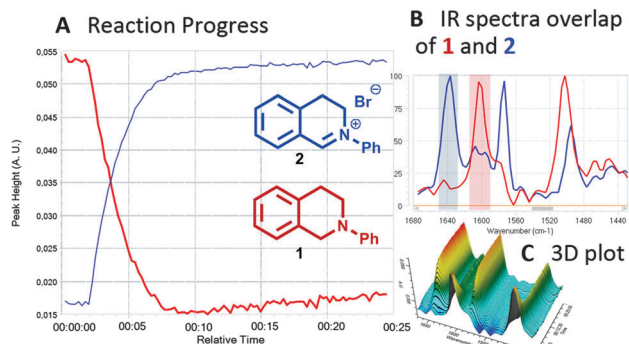 A Reaction Progress
0,055
0,050
0,045
0,040
0,035
0,030
0,025
0,020
0,015
Peak Height (A. U.)
00:00:00
00:05
00:10
00:15
00:20
00:25
Relative Time
Br⊖
⊕
N
Ph
2
N
Ph
1
B IR spectra overlap
of 1 and 2
100
75
50
25
0
1680
1640
1600
1560
1520
1480
1440
Wavenumber (cm-1)
C 3D plot